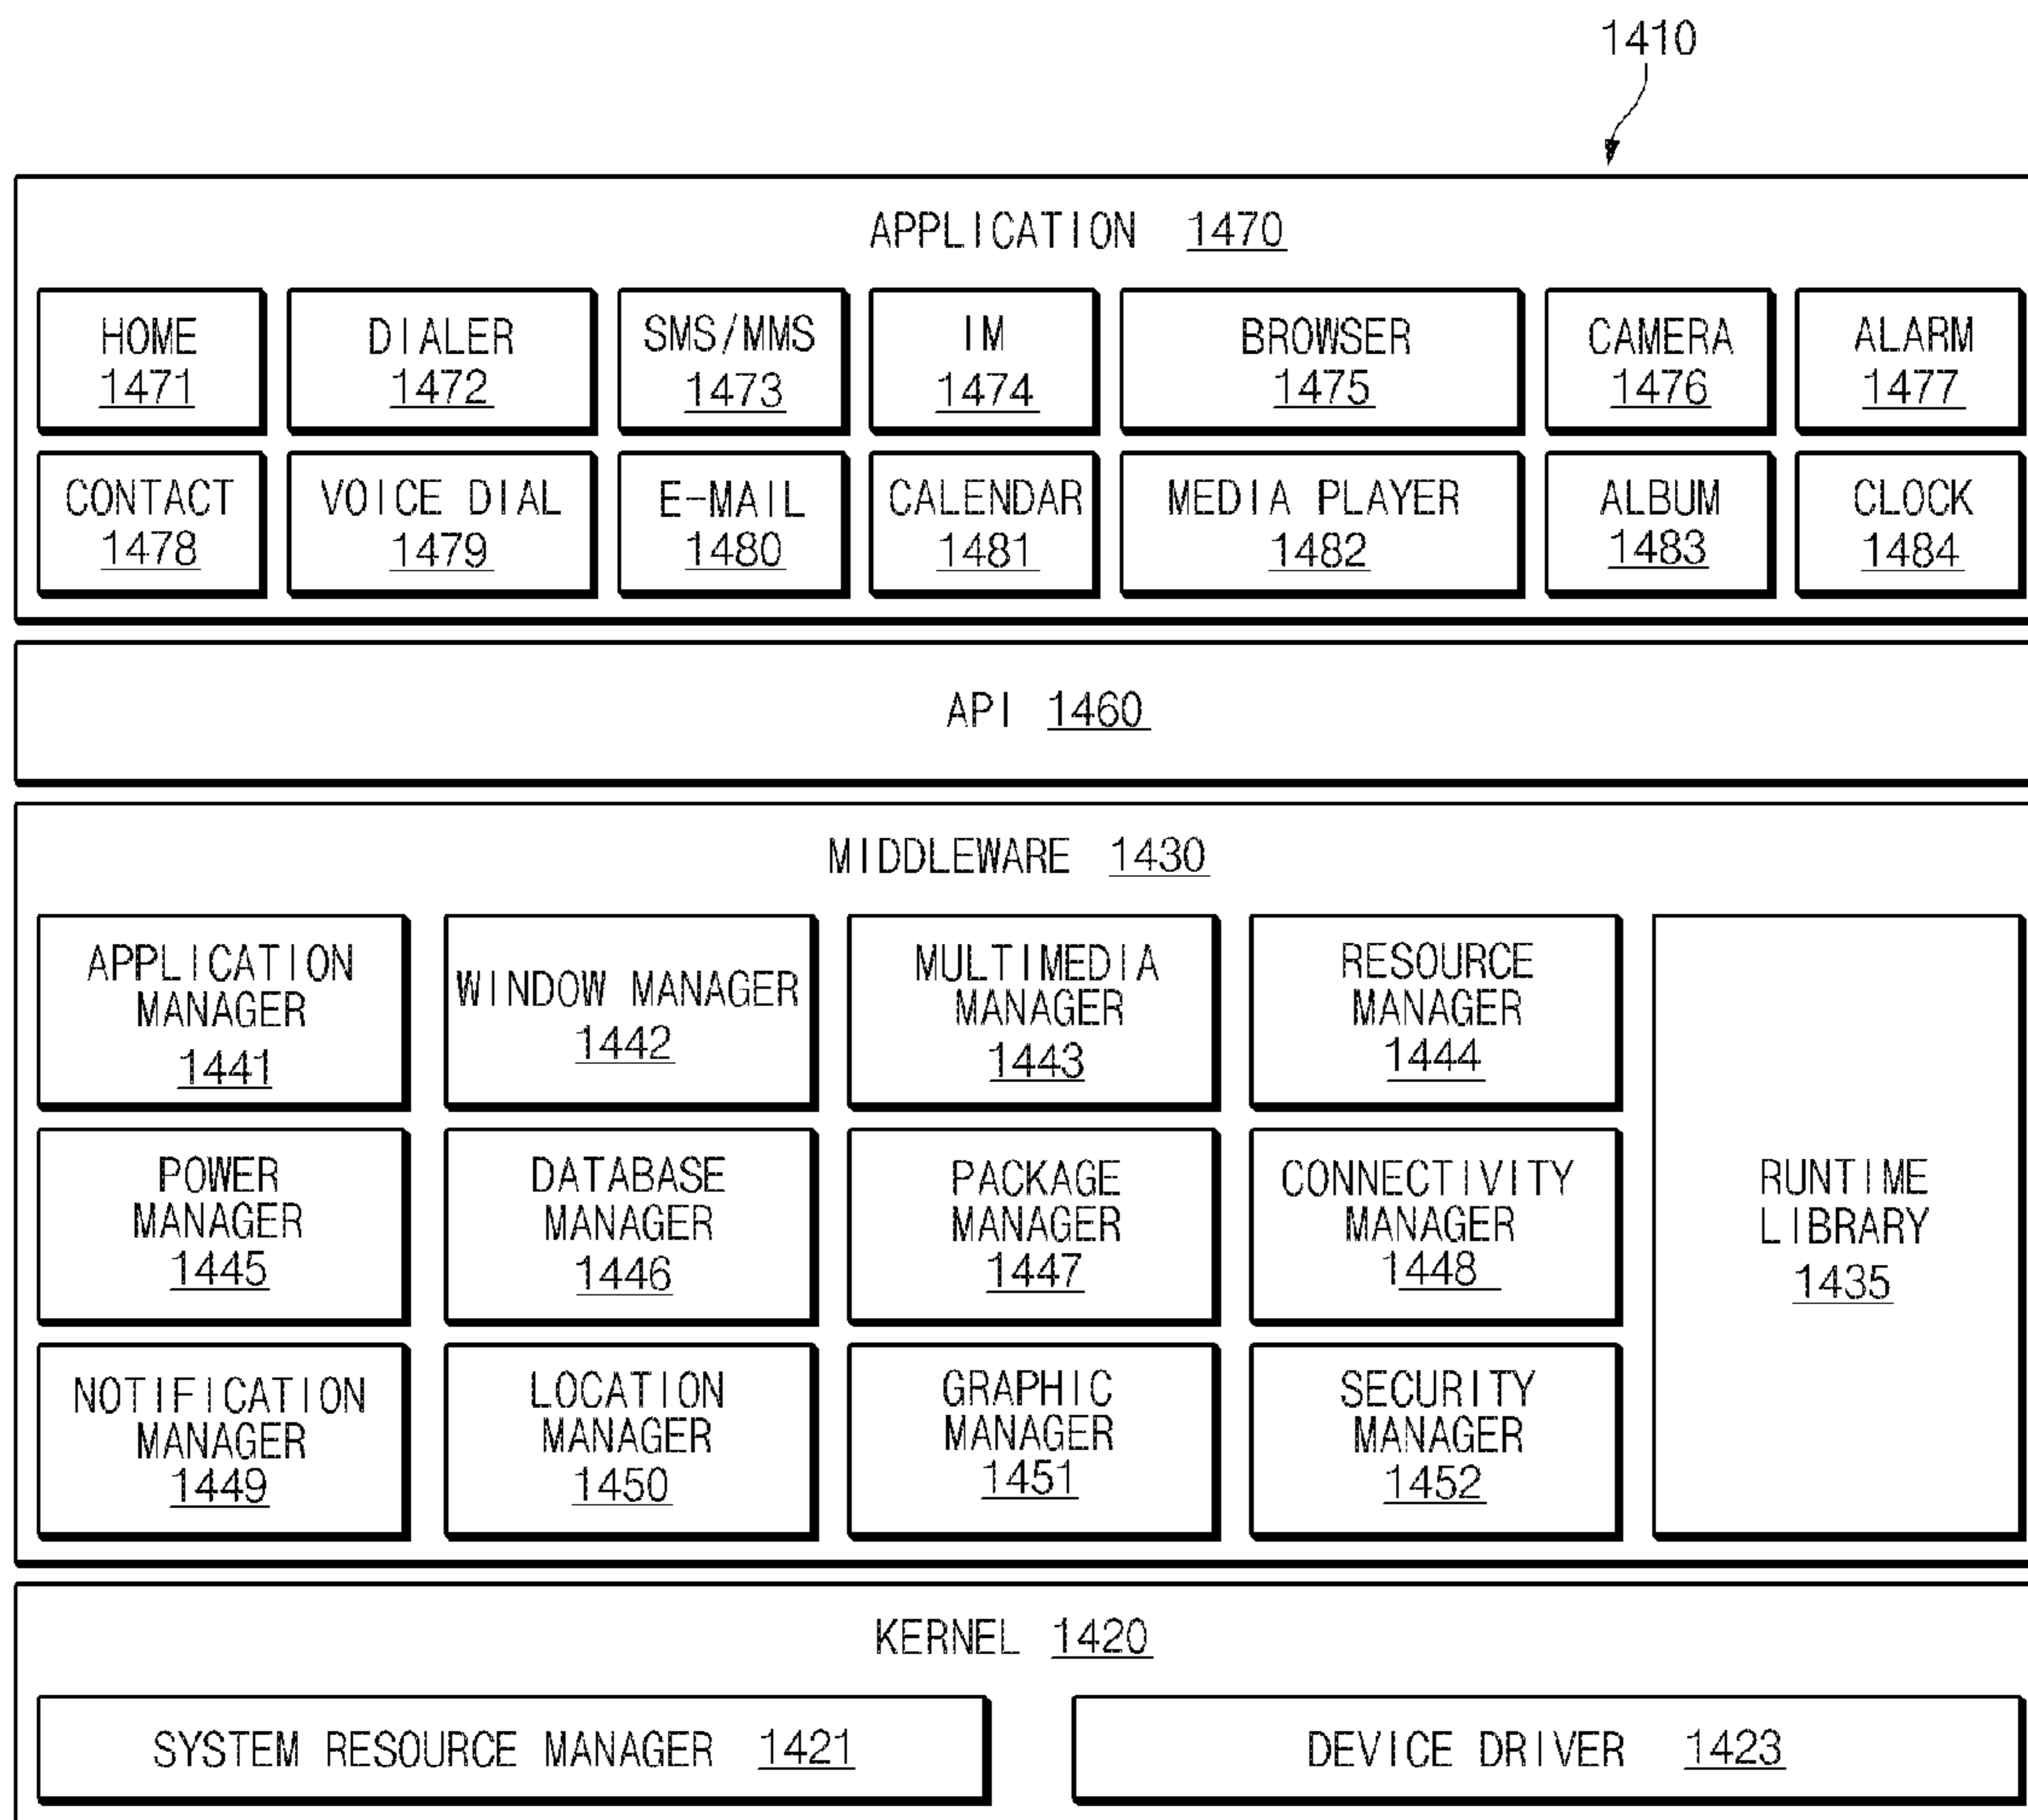 1410
APPLICATION 1470
HOME
1471
DIALER
1472
SMS/MMS
1473
IM
1474
BROWSER
1475
CAMERA
1476
ALARM
1477
CONTACT
1478
VOICE DIAL
1479
E-MAIL
1480
CALENDAR
1481
MEDIA PLAYER
1482
ALBUM
1483
CLOCK
1484
API 1460
MIDDLEWARE 1430
APPLICATION
MANAGER
1441
WINDOW MANAGER
1442
MULTIMEDIA
MANAGER
1443
RESOURCE
MANAGER
1444
POWER
MANAGER
1445
DATABASE
MANAGER
1446
PACKAGE
MANAGER
1447
CONNECTIVITY
MANAGER
1448
NOTIFICATION
MANAGER
1449
LOCATION
MANAGER
1450
GRAPHIC
MANAGER
1451
SECURITY
MANAGER
1452
RUNTIME
LIBRARY
1435
KERNEL 1420
SYSTEM RESOURCE MANAGER 1421
DEVICE DRIVER 1423